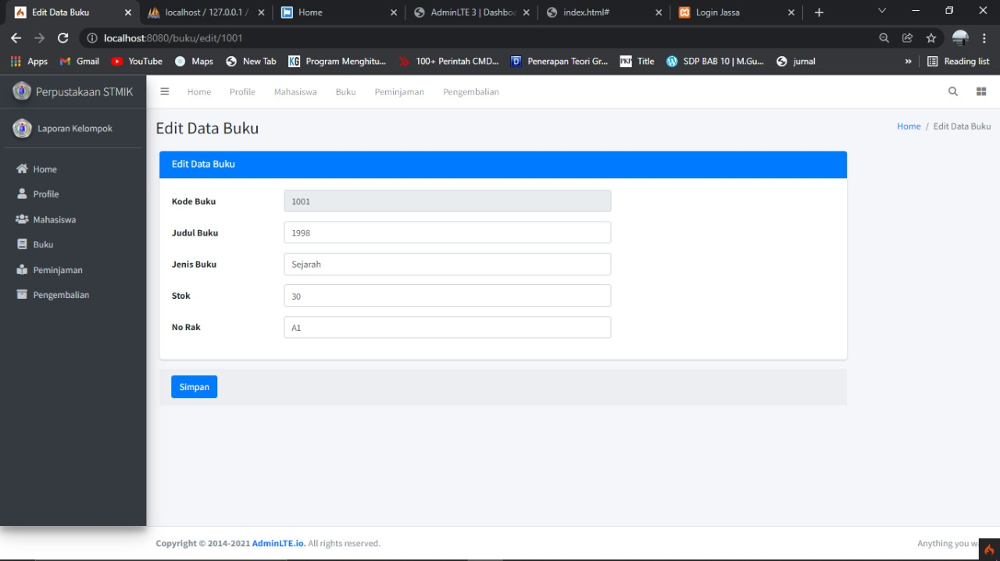 Edit Data Buku
localhost / 127.0.0.1 /
Home
AdminLTE 3 | Dashboa
index.html#
Login Jassa
localhost:8080/buku/edit/1001
Apps
Gmail
YouTube
Maps
New Tab
KG Program Menghitu...
100+ Perintah CMD...
D Penerapan Teori Gr...
PKP Title
SDP BAB 10 | M.Gu...
jurnal
»
Reading list
Perpustakaan STMIK
Home Profile Mahasiswa Buku Peminjaman Pengembalian
Laporan Kelompok
Edit Data Buku
Home / Edit Data Buku
Home
Profile
Mahasiswa
Buku
Peminjaman
Pengembalian
Edit Data Buku
Kode Buku 1001
Judul Buku 1998
Jenis Buku Sejarah
Stok 30
No Rak A1
Simpan
Copyright © 2014-2021 AdminLTE.io. All rights reserved.
Anything you w